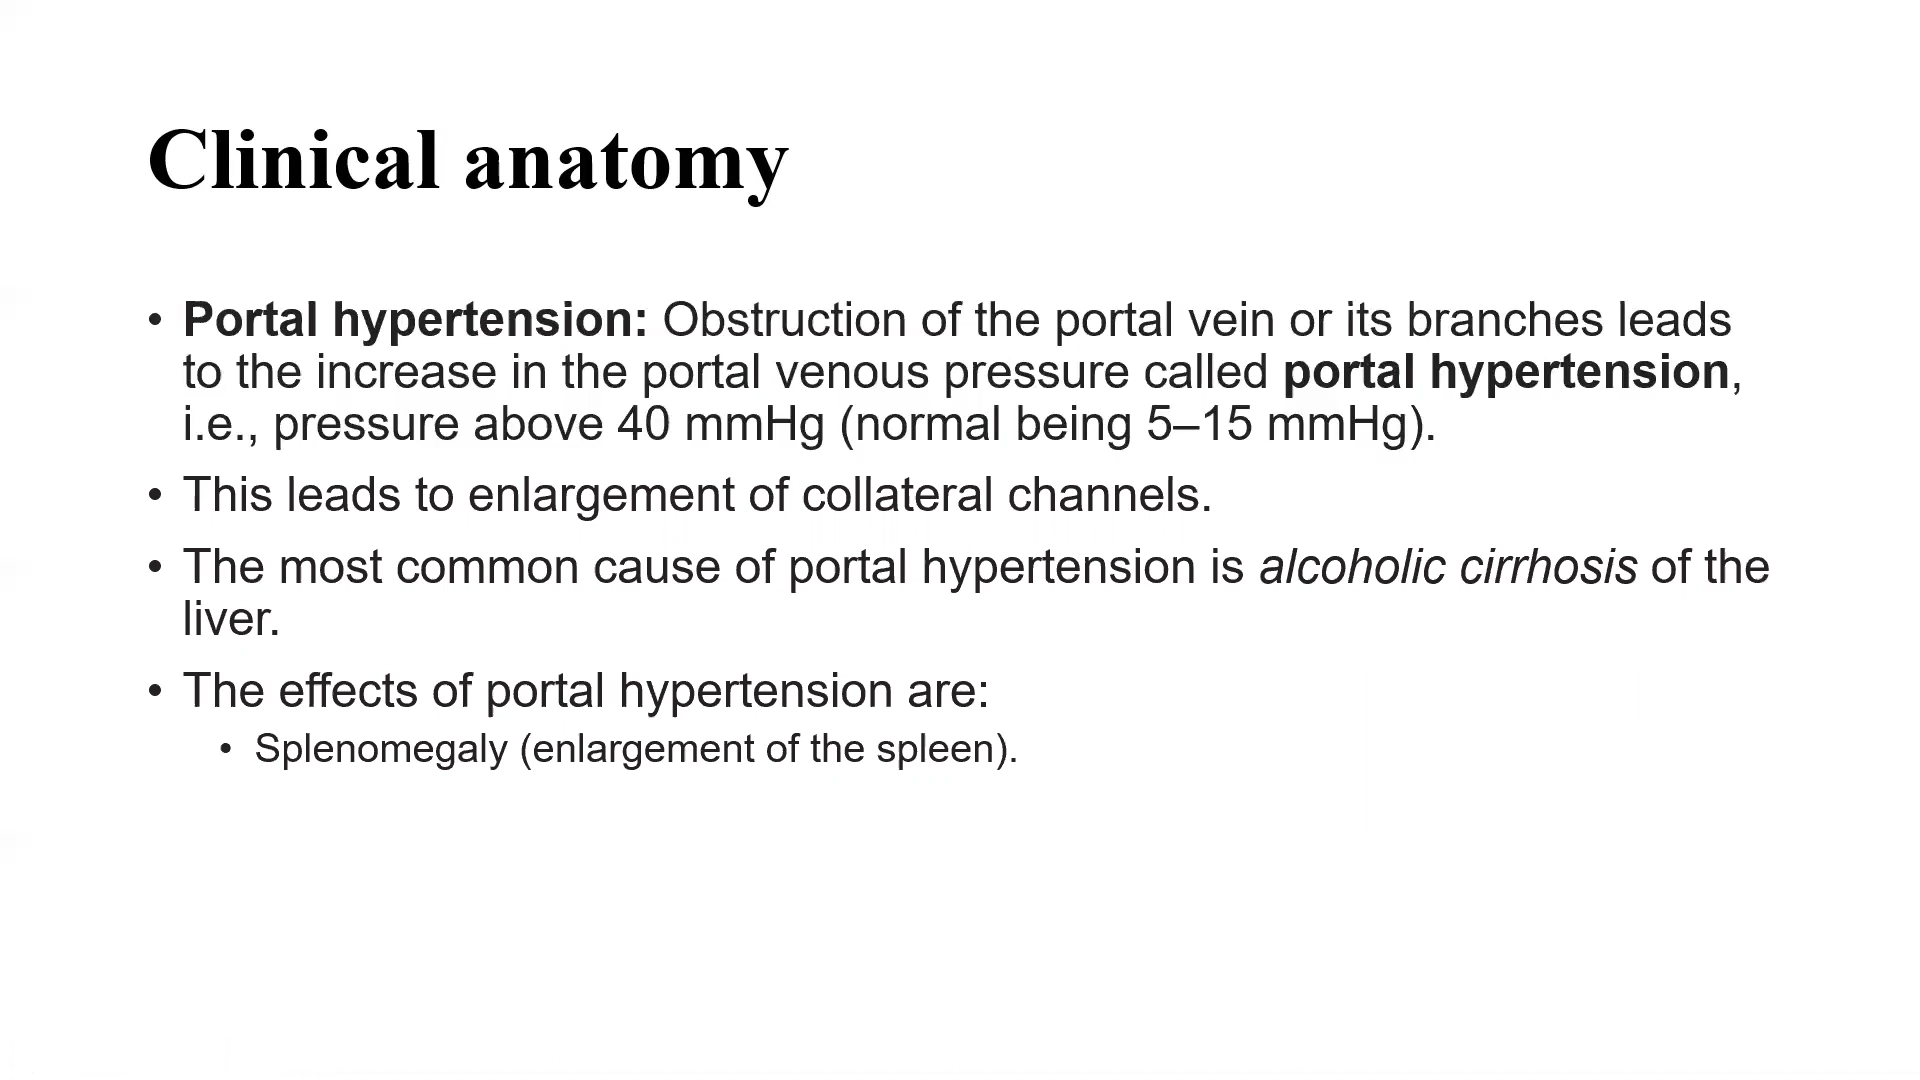 Clinical anatomy
• Portal hypertension: Obstruction of the portal vein or its branches leads
to the increase in the portal venous pressure called portal hypertension,
i.e., pressure above 40 mmHg (normal being 5–15 mmHg).
• This leads to enlargement of collateral channels.
• The most common cause of portal hypertension is alcoholic cirrhosis of the
liver.
• The effects of portal hypertension are:
• Splenomegaly (enlargement of the spleen).